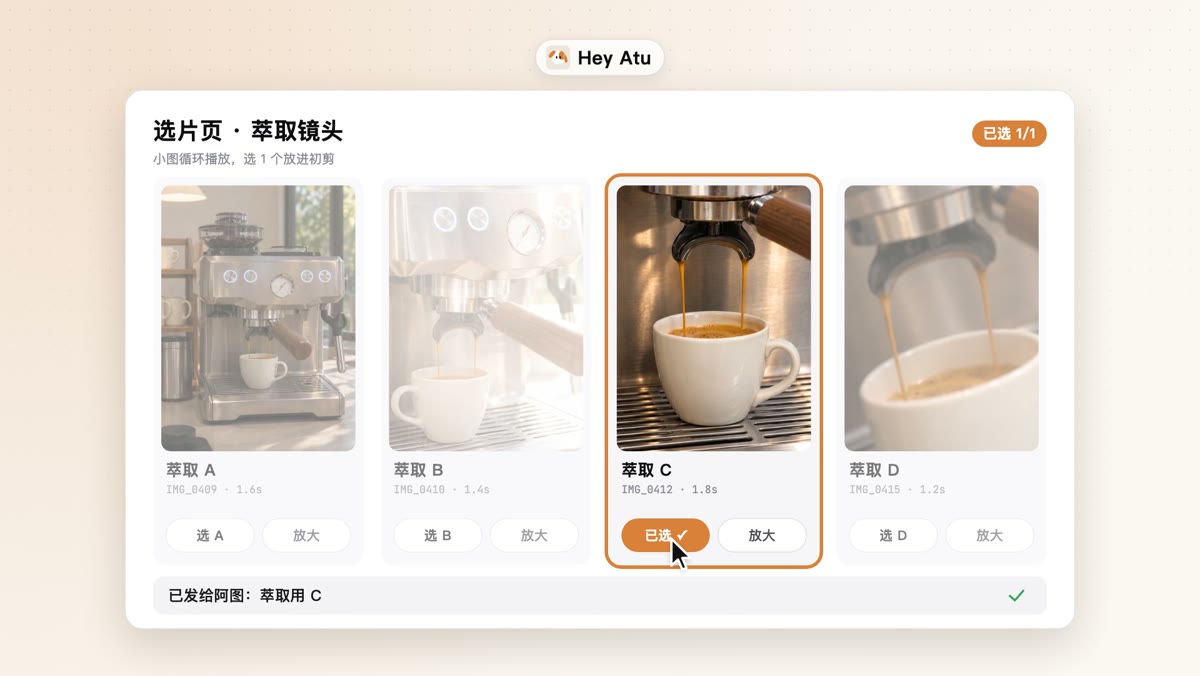 Hey Atu
选片页 · 萃取镜头
已选 1/1
小图循环播放，选 1 个放进初剪
萃取 A
IMG_0409 · 1.6s
选 A
放大
萃取 B
IMG_0410 · 1.4s
选 B
放大
萃取 C
IMG_0412 · 1.8s
已选 ✓
放大
萃取 D
IMG_0415 · 1.2s
选 D
放大
已发给阿图：萃取用 C